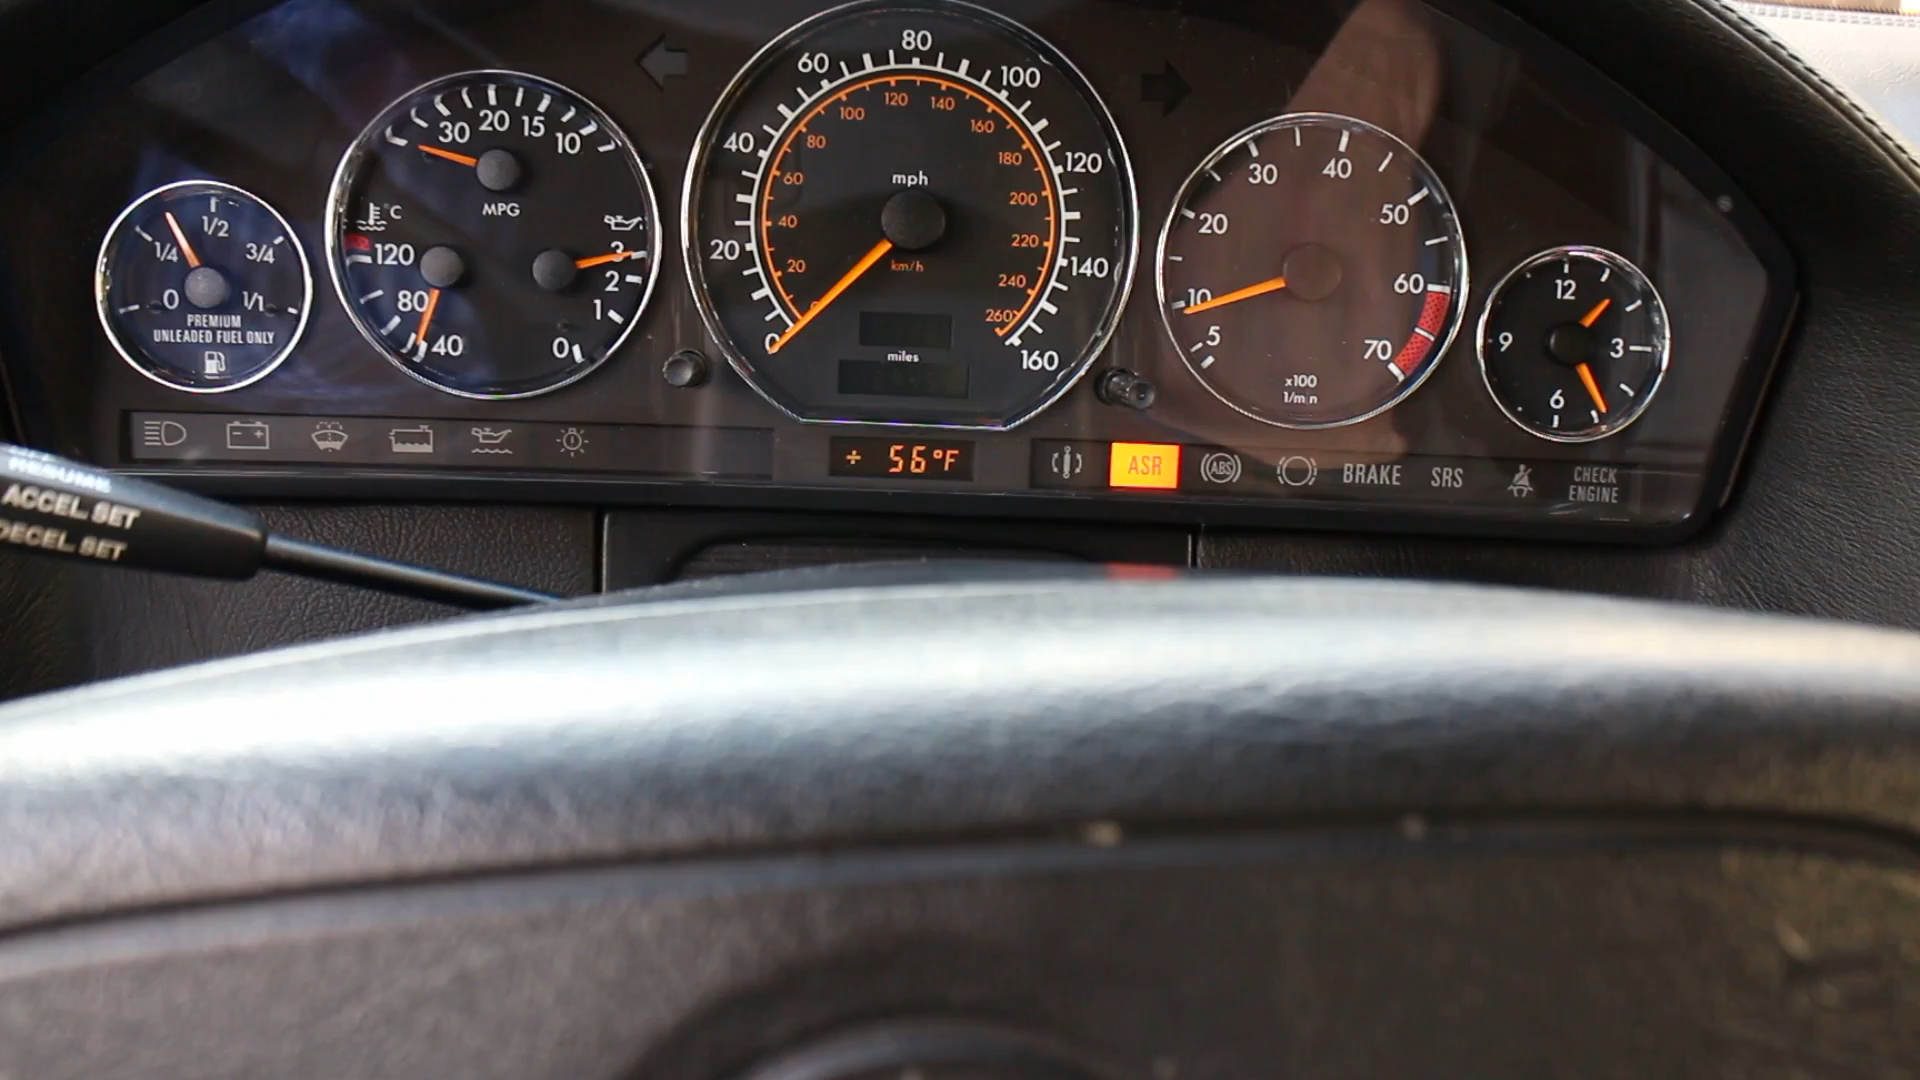 1/2
1/4
3/4
0
1/1
PREMIUM
UNLEADED FUEL ONLY
30
20
15
10
MPG
°C
120
80
40
3
2
1
0
0
20
40
60
80
100
120
140
160
mph
0
20
40
60
80
100
120
140
160
180
200
220
240
260
km/h
miles
5
10
20
30
40
50
60
70
x100
1/min
12
3
6
9
÷ 56°F
ASR
ABS
BRAKE
SRS
CHECK
ENGINE
RESUME
ACCEL SET
DECEL SET